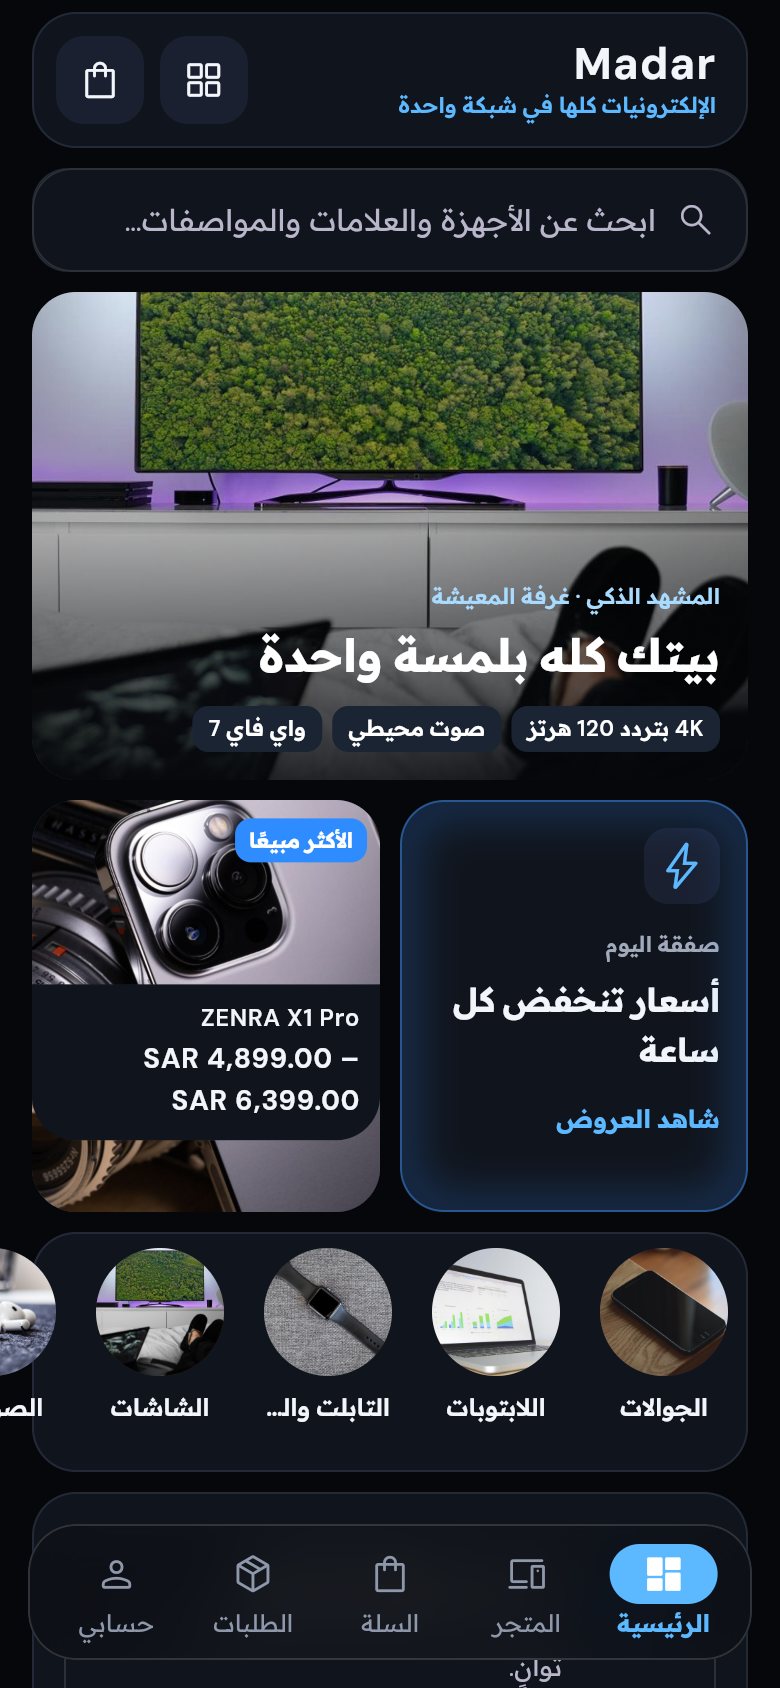 Madar
الإلكترونيات كلها في شبكة واحدة
ابحث عن الأجهزة والعلامات والمواصفات...
المشهد الذكي · غرفة المعيشة
بيتك كله بلمسة واحدة
4K بتردد 120 هرتز
صوت محيطي
واي فاي 7
صفقة اليوم
أسعار تنخفض كل
ساعة
شاهد العروض
الأكثر مبيعًا
ZENRA X1 Pro
SAR 4,899.00 –
SAR 6,399.00
الجوالات
اللابتوبات
التابلت والـ...
الشاشات
الرئيسية
المتجر
السلة
الطلبات
حسابي
ثوانٍ.